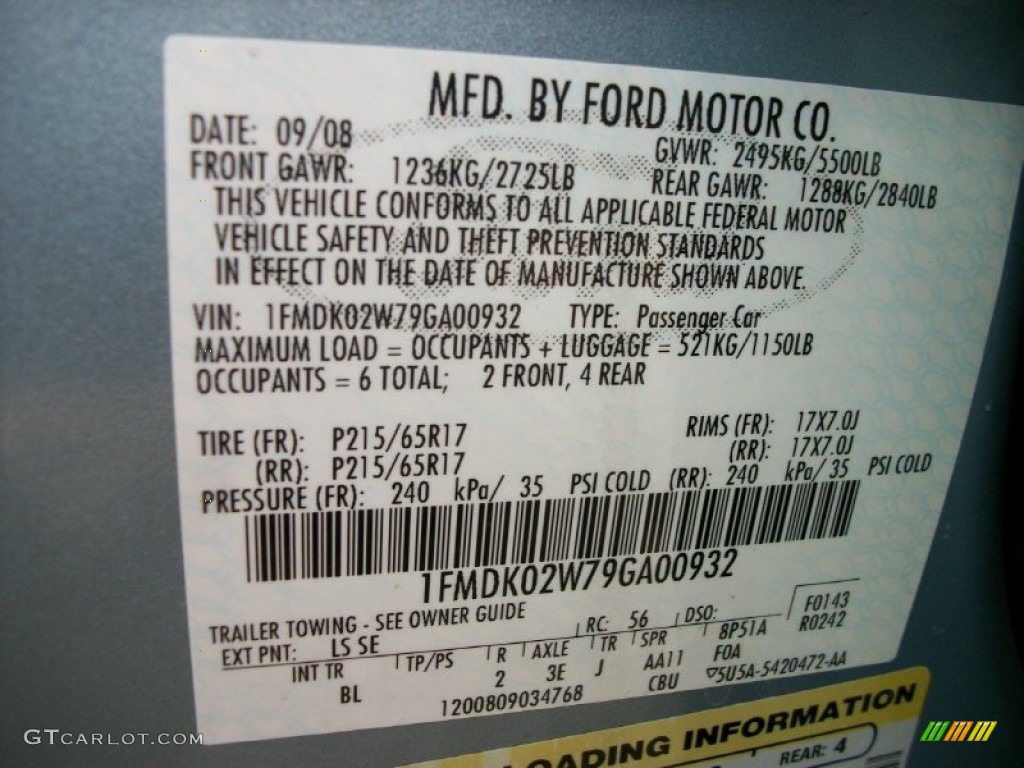 MFD. BY FORD MOTOR CO.
DATE: 09/08 GVWR: 2495KG/5500LB
FRONT GAWR: 1236KG/2725LB REAR GAWR: 1288KG/2840LB
THIS VEHICLE CONFORMS TO ALL APPLICABLE FEDERAL MOTOR
VEHICLE SAFETY AND THEFT PREVENTION STANDARDS
IN EFFECT ON THE DATE OF MANUFACTURE SHOWN ABOVE.
VIN: 1FMDK02W79GA00932 TYPE: Passenger Car
MAXIMUM LOAD = OCCUPANTS + LUGGAGE = 521KG/1150LB
OCCUPANTS = 6 TOTAL; 2 FRONT, 4 REAR
TIRE (FR): P215/65R17 RIMS (FR): 17X7.0J
(RR): P215/65R17 (RR): 17X7.0J
PRESSURE (FR): 240 kPa/ 35 PSI COLD (RR): 240 kPa/ 35 PSI COLD
1FMDK02W79GA00932
TRAILER TOWING - SEE OWNER GUIDE RC: 56 DSO: F0143
EXT PNT: LS SE 8P51A R0242
INT TR TP/PS R AXLE TR SPR FOA
BL 2 3E J AA11 5U5A-5420472-AA
1200809034768 CBU
LOADING INFORMATION
REAR: 4
GTCARLOT.COM